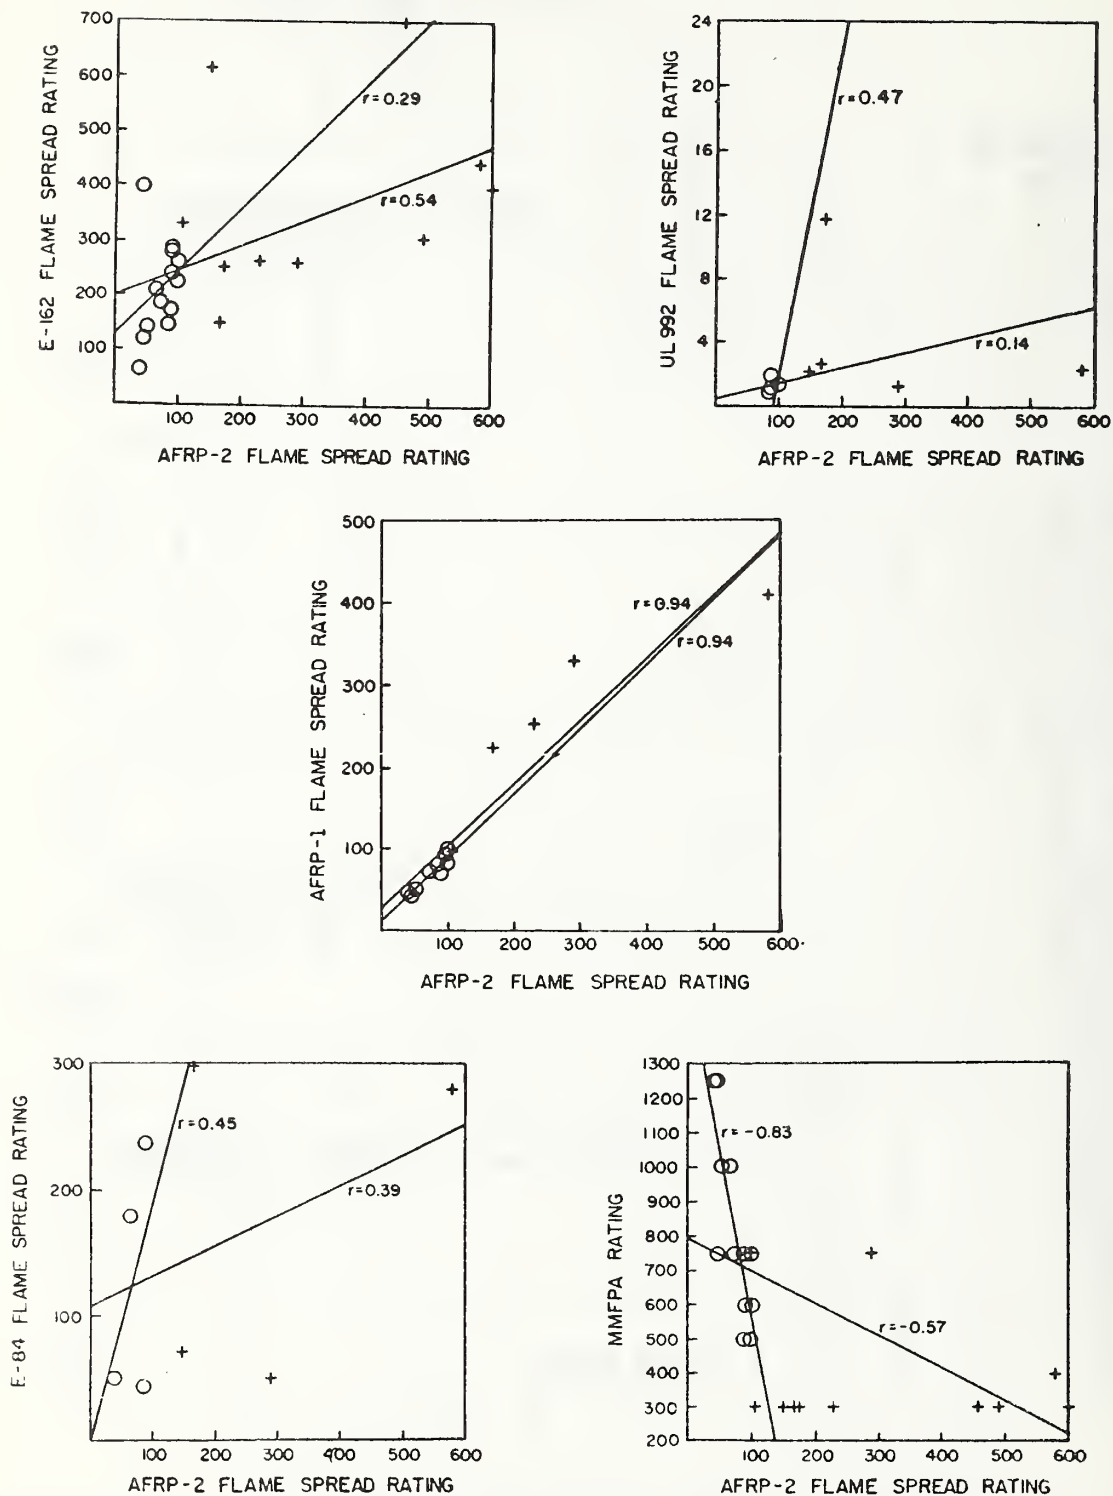 700
600
500
400
300
200
100
E-162 FLAME SPREAD RATING
r=0.29
r=0.54
100 200 300 400 500 600
AFRP-2 FLAME SPREAD RATING
24
20
16
12
8
4
UL 992 FLAME SPREAD RATING
r=0.47
r=0.14
100 200 300 400 500 600
AFRP-2 FLAME SPREAD RATING
500
400
300
200
100
AFRP-1 FLAME SPREAD RATING
r=0.94
r=0.94
100 200 300 400 500 600
AFRP-2 FLAME SPREAD RATING
300
200
100
E-84 FLAME SPREAD RATING
r=0.45
r=0.39
100 200 300 400 500 600
AFRP-2 FLAME SPREAD RATING
1300
1200
1100
1000
900
800
700
600
500
400
300
200
MMFPA RATING
r=-0.83
r=-0.57
100 200 300 400 500 600
AFRP-2 FLAME SPREAD RATING